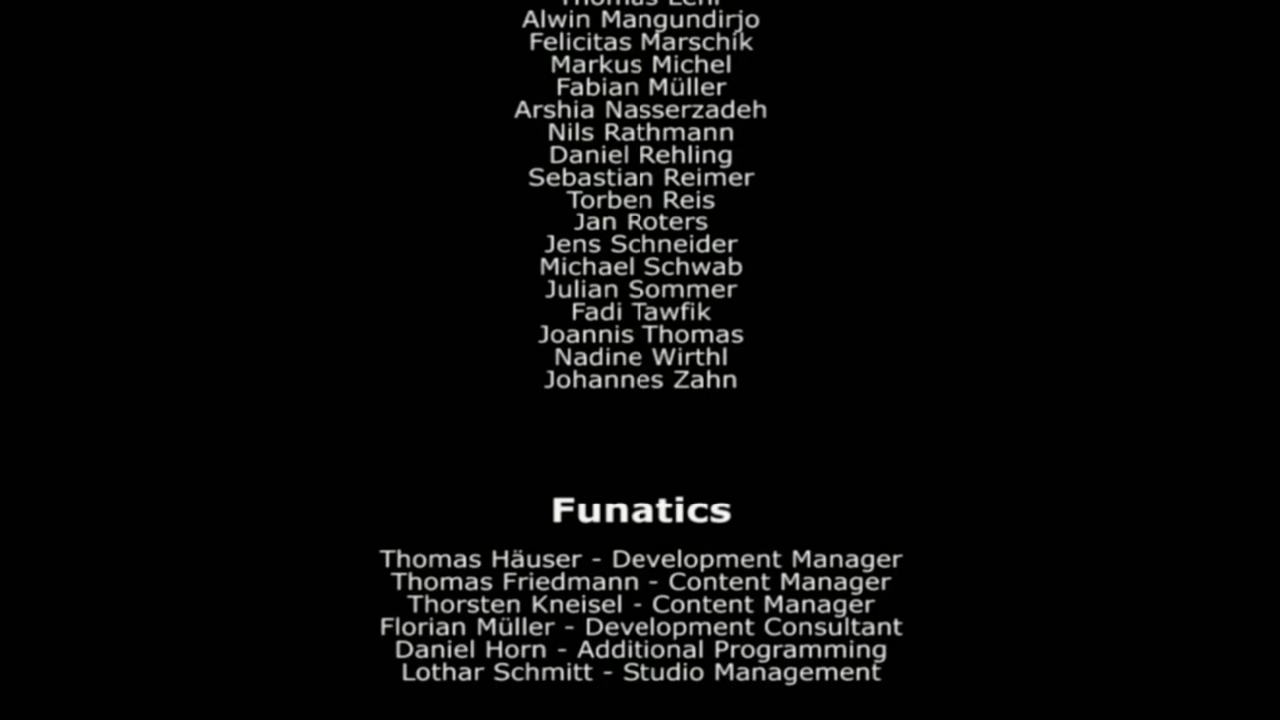 Alwin Mangundirjo
Felicitas Marschik
Markus Michel
Fabian Müller
Arshia Nasserzadeh
Nils Rathmann
Daniel Rehling
Sebastian Reimer
Torben Reis
Jan Roters
Jens Schneider
Michael Schwab
Julian Sommer
Fadi Tawfik
Joannis Thomas
Nadine Wirthl
Johannes Zahn
Funatics
Thomas Häuser - Development Manager
Thomas Friedmann - Content Manager
Thorsten Kneisel - Content Manager
Florian Müller - Development Consultant
Daniel Horn - Additional Programming
Lothar Schmitt - Studio Management